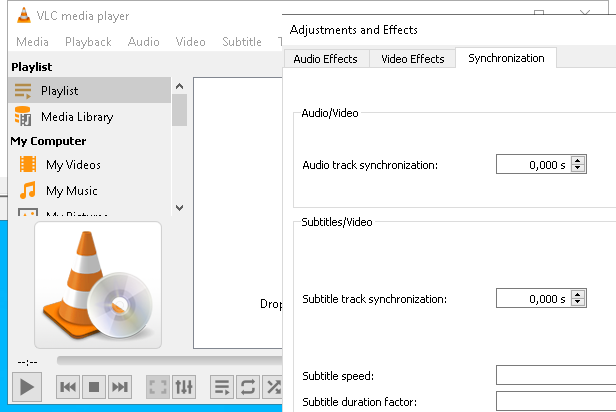 VLC media player
Media Playback Audio Video Subtitle
Playlist
Playlist
Media Library
My Computer
My Videos
My Music
My Pictures
Drop
--:--
Adjustments and Effects
Audio Effects Video Effects Synchronization
Audio/Video
Audio track synchronization: 0,000 s
Subtitles/Video
Subtitle track synchronization: 0,000 s
Subtitle speed:
Subtitle duration factor: